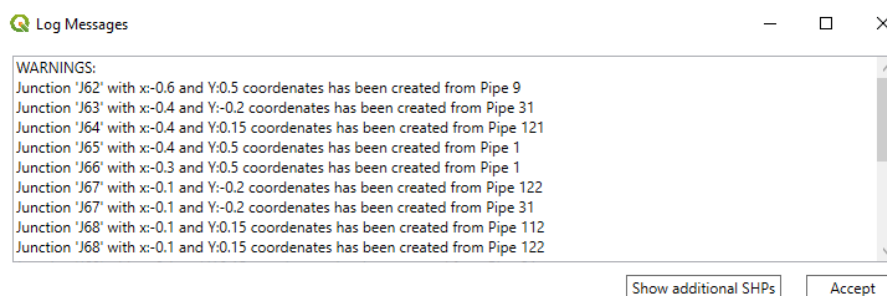 Log Messages
WARNINGS:
Junction 'J62' with x:-0.6 and Y:0.5 coordenates has been created from Pipe 9
Junction 'J63' with x:-0.4 and Y:-0.2 coordenates has been created from Pipe 31
Junction 'J64' with x:-0.4 and Y:0.15 coordenates has been created from Pipe 121
Junction 'J65' with x:-0.4 and Y:0.5 coordenates has been created from Pipe 1
Junction 'J66' with x:-0.3 and Y:0.5 coordenates has been created from Pipe 1
Junction 'J67' with x:-0.1 and Y:-0.2 coordenates has been created from Pipe 122
Junction 'J67' with x:-0.1 and Y:-0.2 coordenates has been created from Pipe 31
Junction 'J68' with x:-0.1 and Y:0.15 coordenates has been created from Pipe 112
Junction 'J68' with x:-0.1 and Y:0.15 coordenates has been created from Pipe 122
Show additional SHPs
Accept